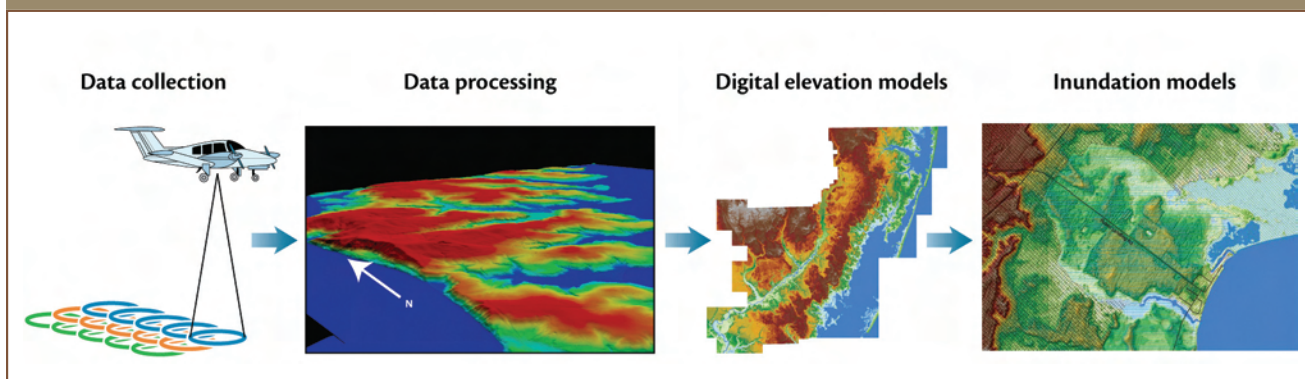 Data collection
Data processing
Digital elevation models
Inundation models
N